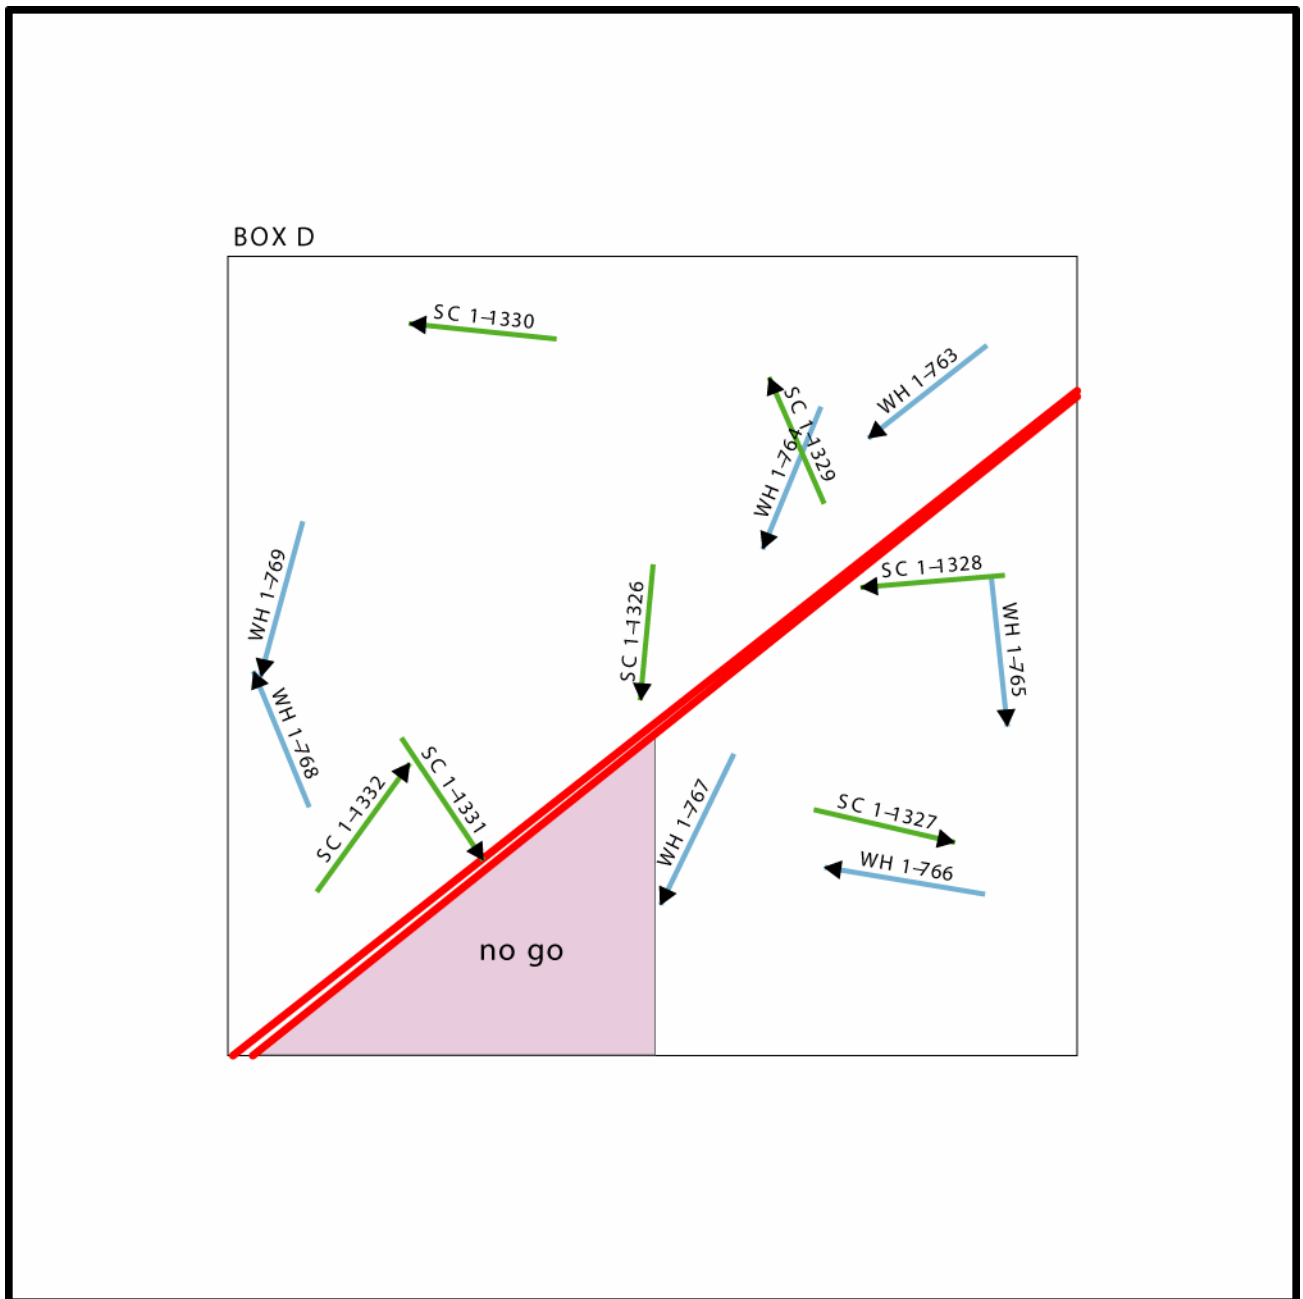 BOX D
SC 1-1330
WH 1-763
SC 1-1329
WH 1-764
WH 1-769
SC 1-1328
SC 1-1326
WH 1-765
WH 1-768
SC 1-1331
SC 1-1332
WH 1-767
SC 1-1327
WH 1-766
no go